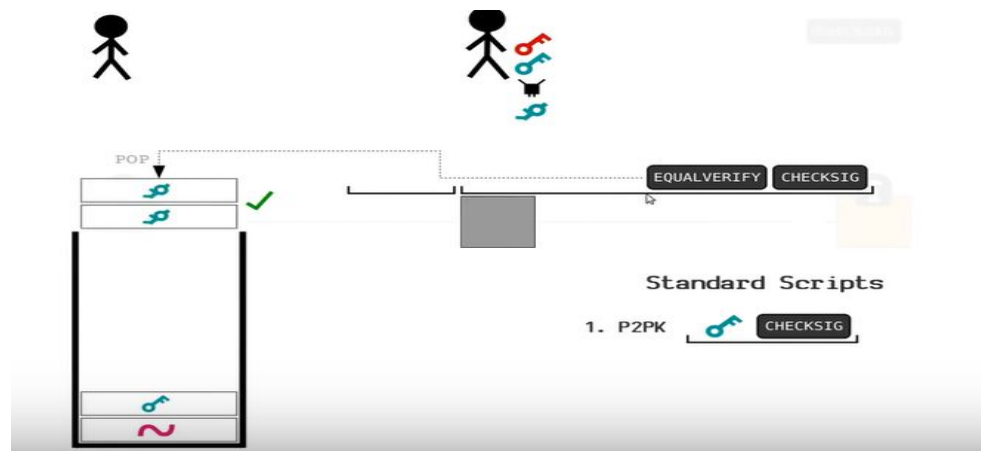 POP
EQUALVERIFY CHECKSIG
Standard Scripts
1. P2PK CHECKSIG